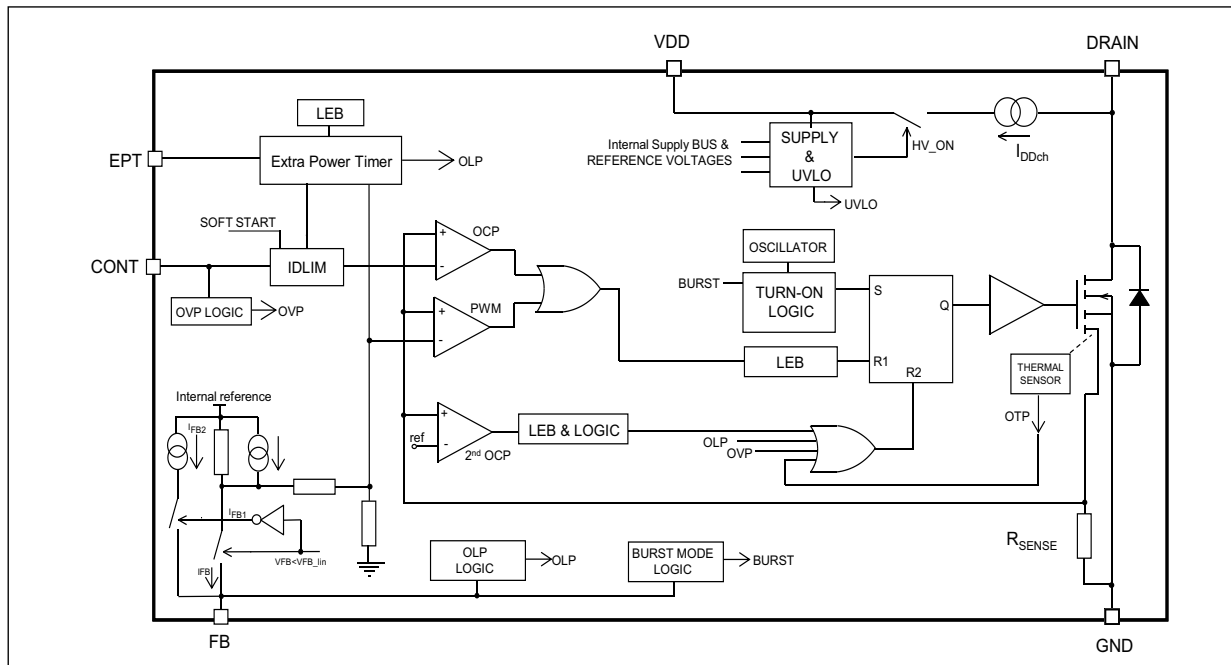 VDD
DRAIN
LEB
EPT
Extra Power Timer
OLP
Internal Supply BUS &
REFERENCE VOLTAGES
SUPPLY
&
UVLO
HV_ON
IDDch
UVLO
SOFT START
OCP
CONT
IDLIM
OVP LOGIC
OVP
PWM
BURST
OSCILLATOR
TURN-ON
LOGIC
S
Q
R1
R2
LEB
THERMAL
SENSOR
OTP
Internal reference
IFB2
ref
2nd OCP
LEB & LOGIC
OLP
OVP
IFB1
VFB<VFB_lin
IFB
OLP
LOGIC
OLP
BURST MODE
LOGIC
BURST
RSENSE
FB
GND
+
-
+
-
+
-